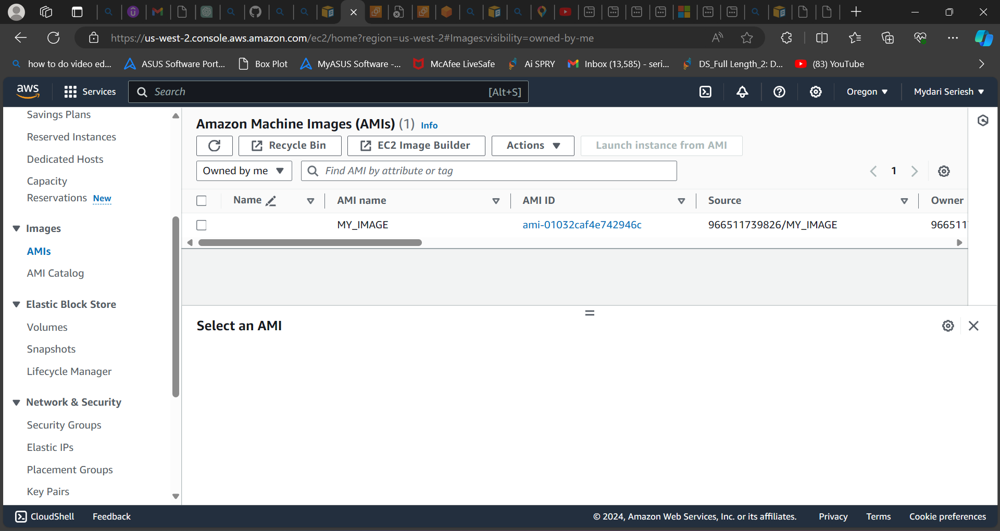 https://us-west-2.console.aws.amazon.com/ec2/home?region=us-west-2#Images:visibility=owned-by-me
how to do video ed... ASUS Software Port... Box Plot MyASUS Software -... McAfee LiveSafe Ai SPRY Inbox (13,585) - seri... DS_Full Length_2: D... (83) YouTube
aws Services Search [Alt+S] Oregon Mydari Seriesh
Savings Plans
Reserved Instances
Dedicated Hosts
Capacity
Reservations New
Images
AMIs
AMI Catalog
Elastic Block Store
Volumes
Snapshots
Lifecycle Manager
Network & Security
Security Groups
Elastic IPs
Placement Groups
Key Pairs
Amazon Machine Images (AMIs) (1) Info
Recycle Bin EC2 Image Builder Actions Launch instance from AMI
Owned by me Find AMI by attribute or tag 1
Name AMI name AMI ID Source Owner
MY_IMAGE ami-01032caf4e742946c 966511739826/MY_IMAGE 966511
Select an AMI
CloudShell Feedback © 2024, Amazon Web Services, Inc. or its affiliates. Privacy Terms Cookie preferences